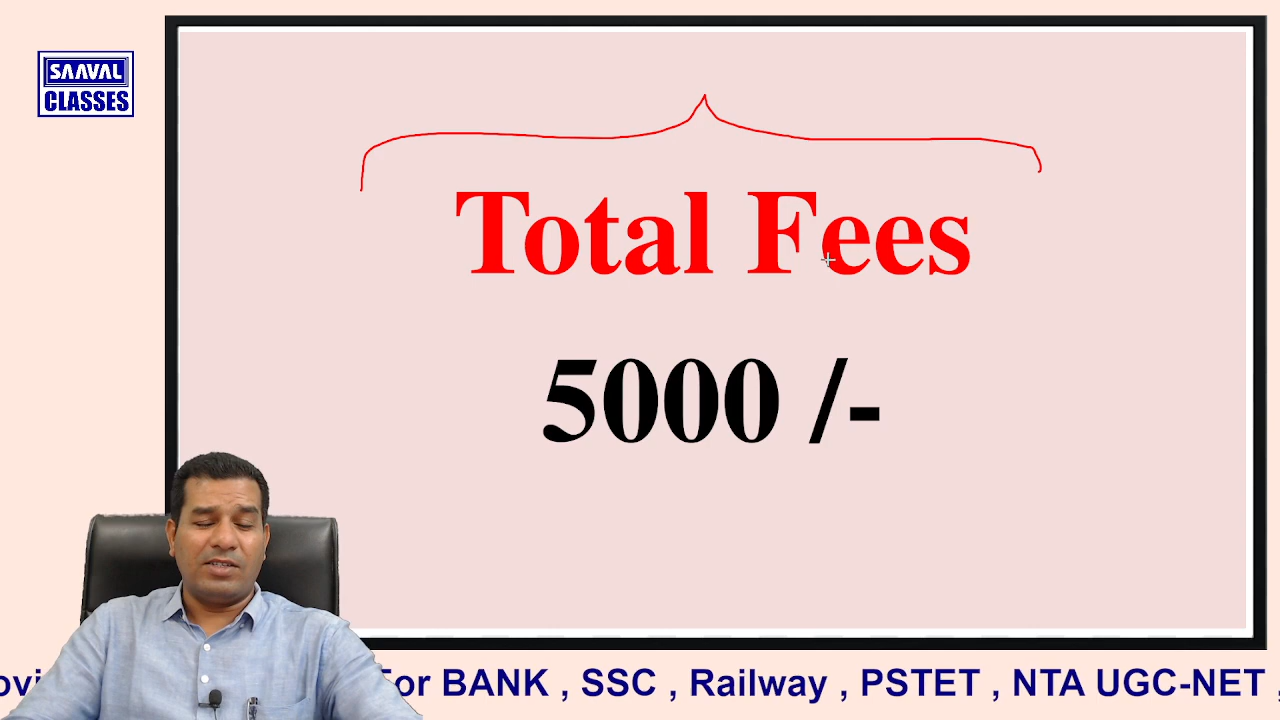 SAAVAL
CLASSES
Total Fees
5000 /-
For BANK , SSC , Railway , PSTET , NTA UGC-NET ,